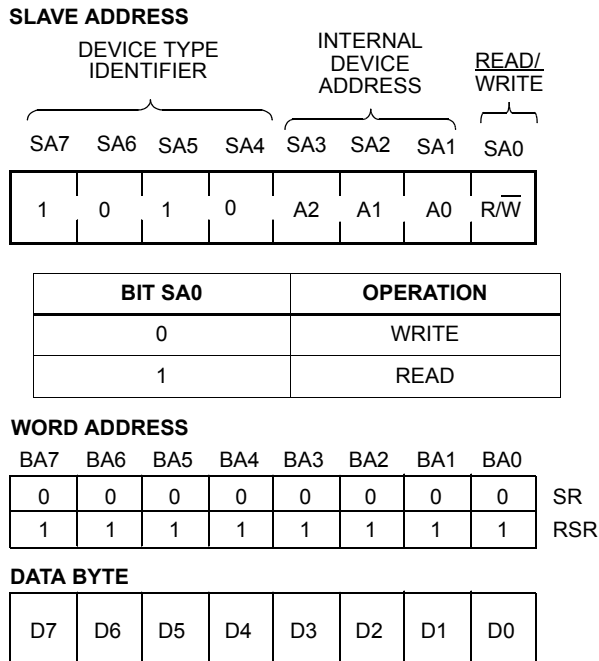 SLAVE ADDRESS
DEVICE TYPE
IDENTIFIER
INTERNAL
DEVICE
ADDRESS
READ/
WRITE
SA7 SA6 SA5 SA4 SA3 SA2 SA1 SA0
1 0 1 0 A2 A1 A0 R/W̅
BIT SA0 OPERATION
0 WRITE
1 READ
WORD ADDRESS
BA7 BA6 BA5 BA4 BA3 BA2 BA1 BA0
0 0 0 0 0 0 0 0 SR
1 1 1 1 1 1 1 1 RSR
DATA BYTE
D7 D6 D5 D4 D3 D2 D1 D0